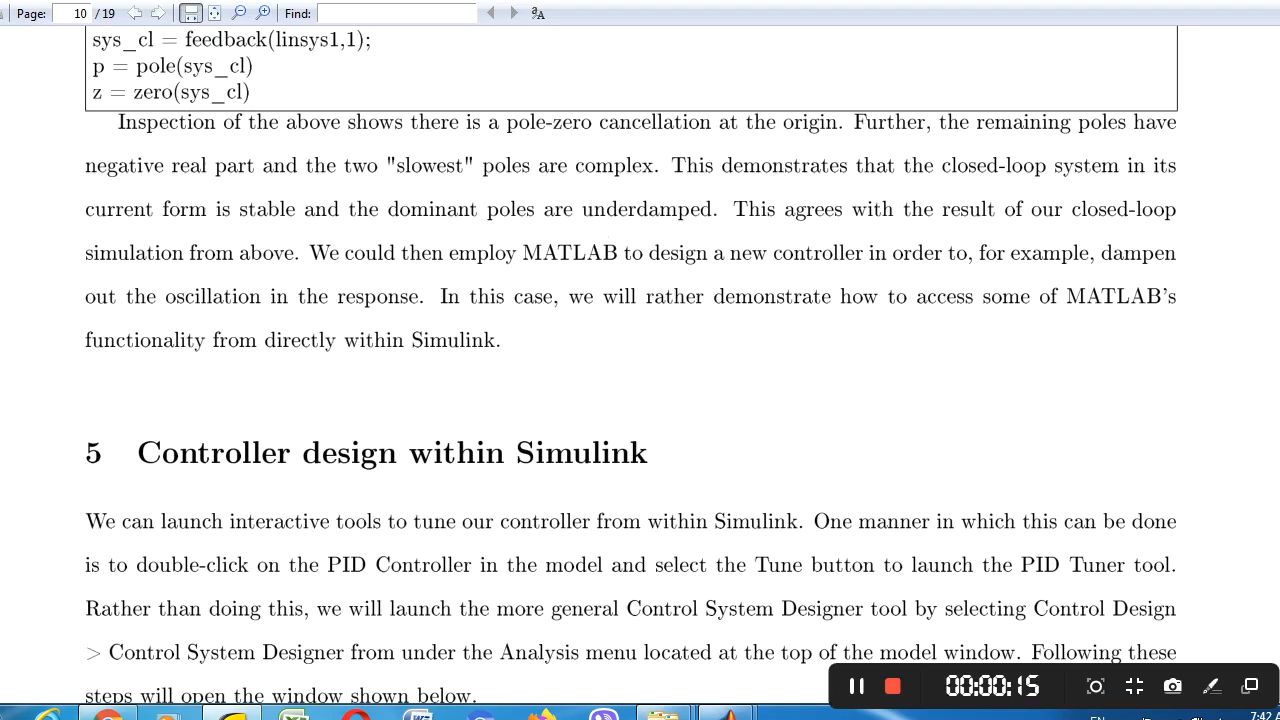 Page: 10 / 19 Find:
sys_cl = feedback(linsys1,1);
p = pole(sys_cl)
z = zero(sys_cl)
Inspection of the above shows there is a pole-zero cancellation at the origin. Further, the remaining poles have
negative real part and the two "slowest" poles are complex. This demonstrates that the closed-loop system in its
current form is stable and the dominant poles are underdamped. This agrees with the result of our closed-loop
simulation from above. We could then employ MATLAB to design a new controller in order to, for example, dampen
out the oscillation in the response. In this case, we will rather demonstrate how to access some of MATLAB's
functionality from directly within Simulink.
5 Controller design within Simulink
We can launch interactive tools to tune our controller from within Simulink. One manner in which this can be done
is to double-click on the PID Controller in the model and select the Tune button to launch the PID Tuner tool.
Rather than doing this, we will launch the more general Control System Designer tool by selecting Control Design
> Control System Designer from under the Analysis menu located at the top of the model window. Following these
steps will open the window shown below.
00:00:15